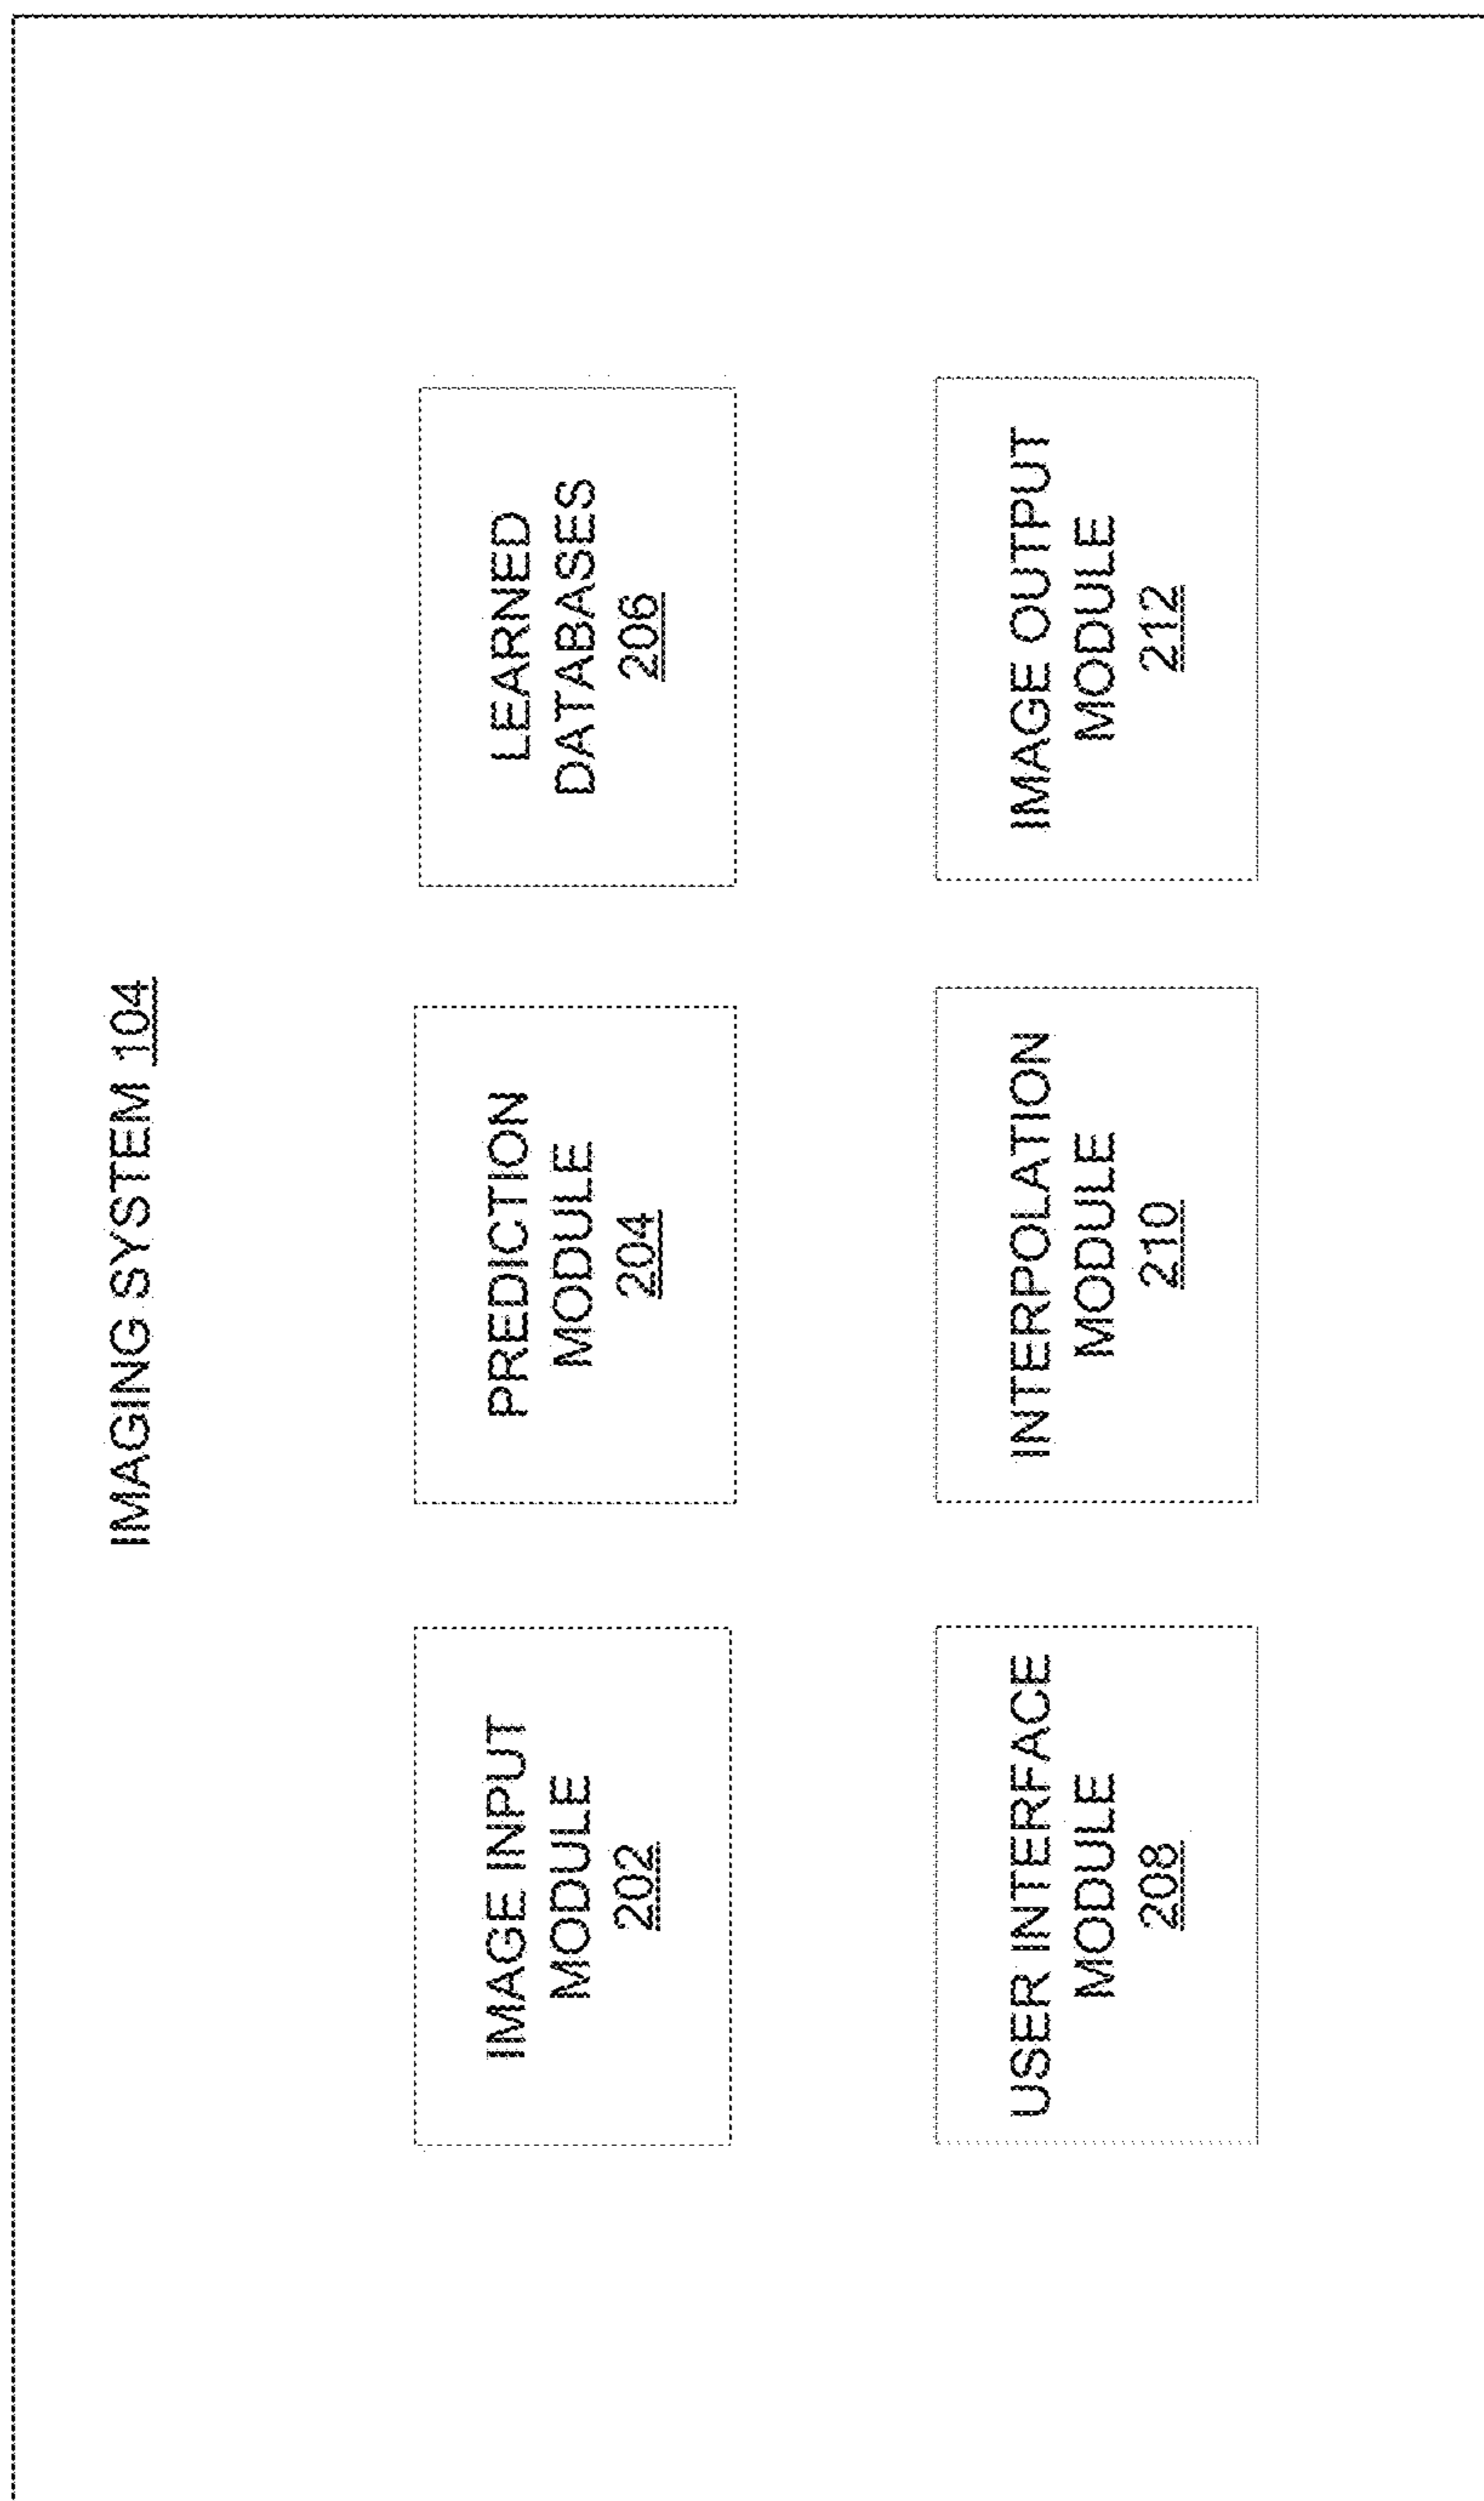 IMAGING SYSTEM 104
IMAGE INPUT
MODULE
202
PREDICTION
MODULE
204
LEARNED
DATABASES
206
USER INTERFACE
MODULE
208
INTERPOLATION
MODULE
210
IMAGE OUTPUT
MODULE
212